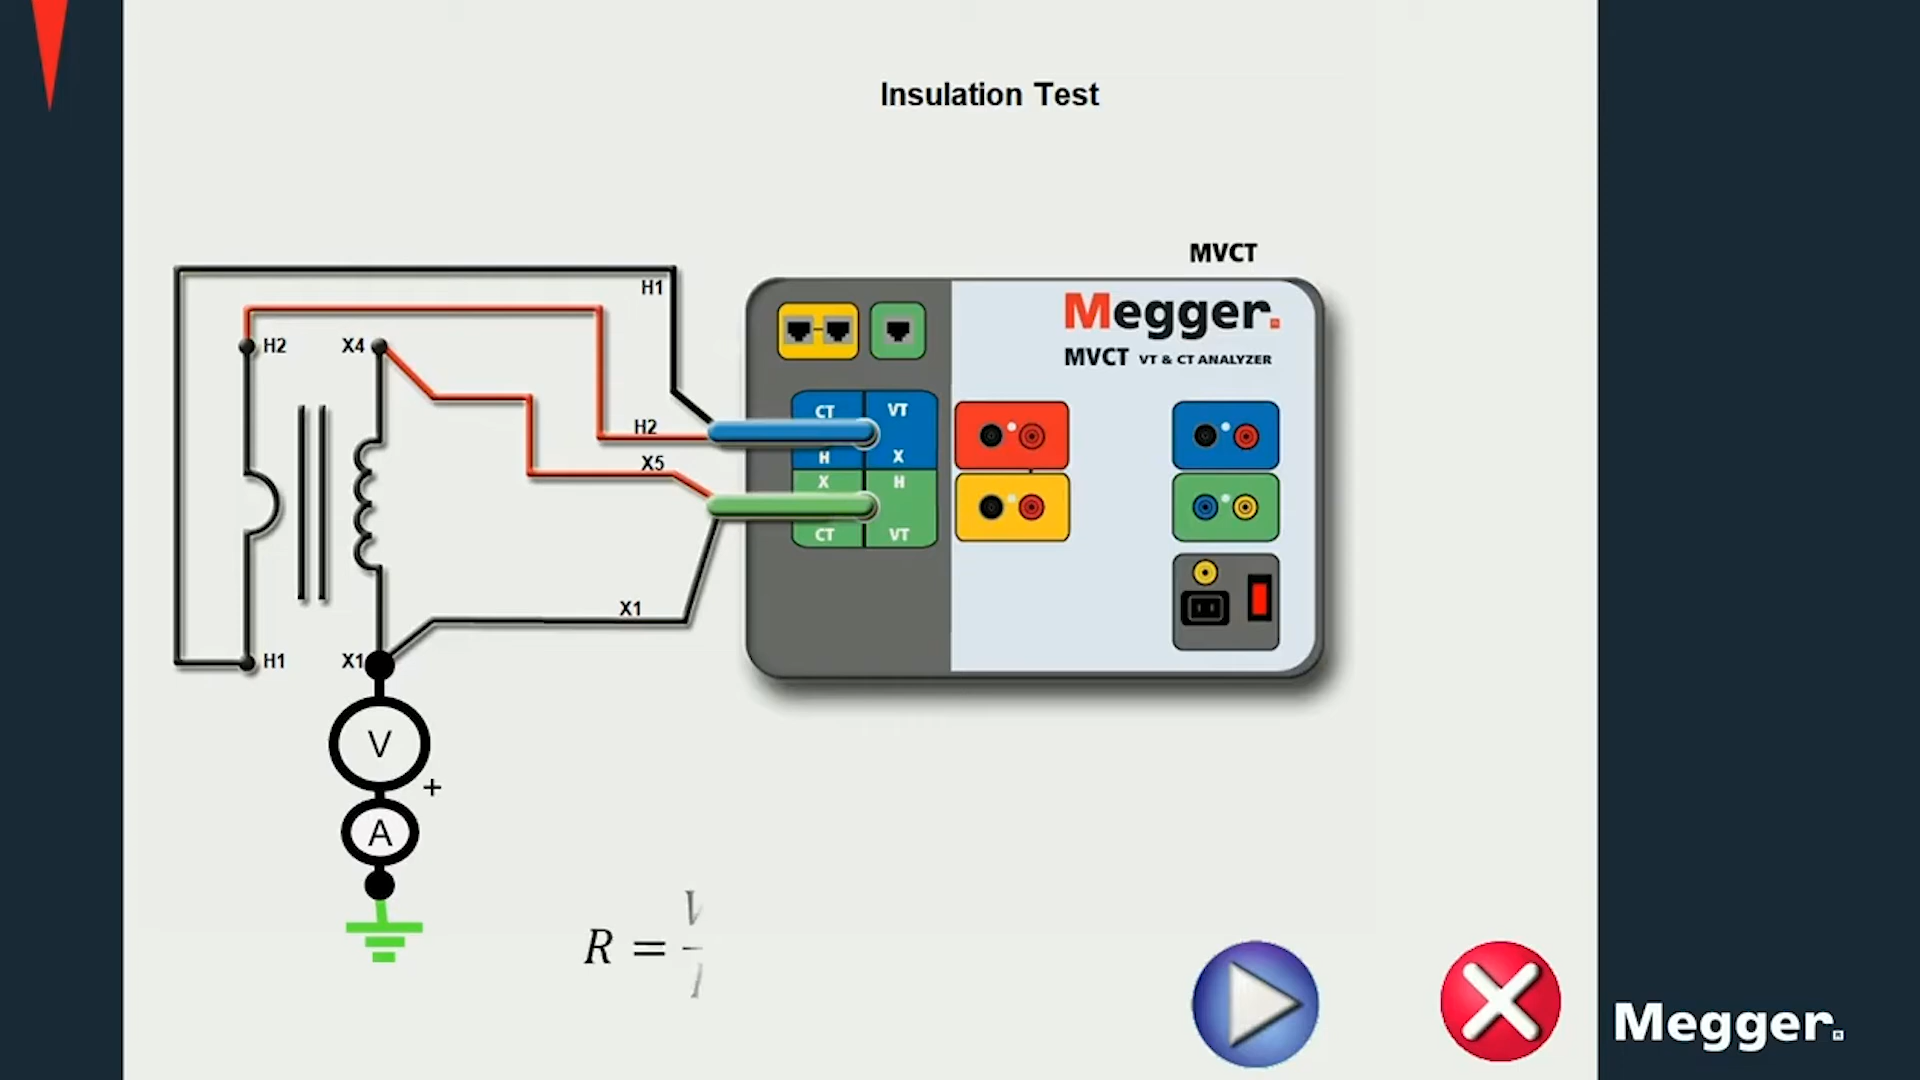 Insulation Test
MVCT
Megger.
MVCT VT & CT ANALYZER
H1
H2
X4
H2
X5
CT VT
H X
X H
CT VT
X1
H1
X1
V
+
A
R =
Megger.